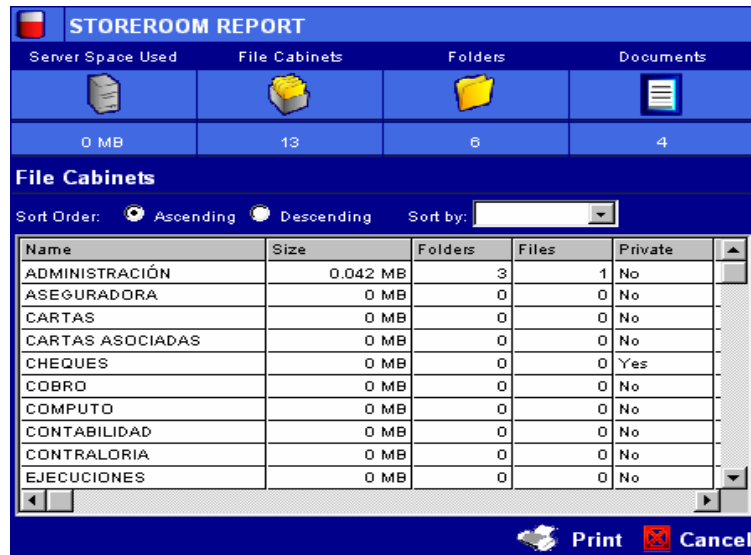 STOREROOM REPORT
Server Space Used File Cabinets Folders Documents
0 MB 13 6 4
File Cabinets
Sort Order: Ascending Descending Sort by:
Name Size Folders Files Private
ADMINISTRACIÓN 0.042 MB 3 1 No
ASEGURADORA 0 MB 0 0 No
CARTAS 0 MB 0 0 No
CARTAS ASOCIADAS 0 MB 0 0 No
CHEQUES 0 MB 0 0 Yes
COBRO 0 MB 0 0 No
COMPUTO 0 MB 0 0 No
CONTABILIDAD 0 MB 0 0 No
CONTRALORIA 0 MB 0 0 No
EJECUCIONES 0 MB 0 0 No
Print Cancel